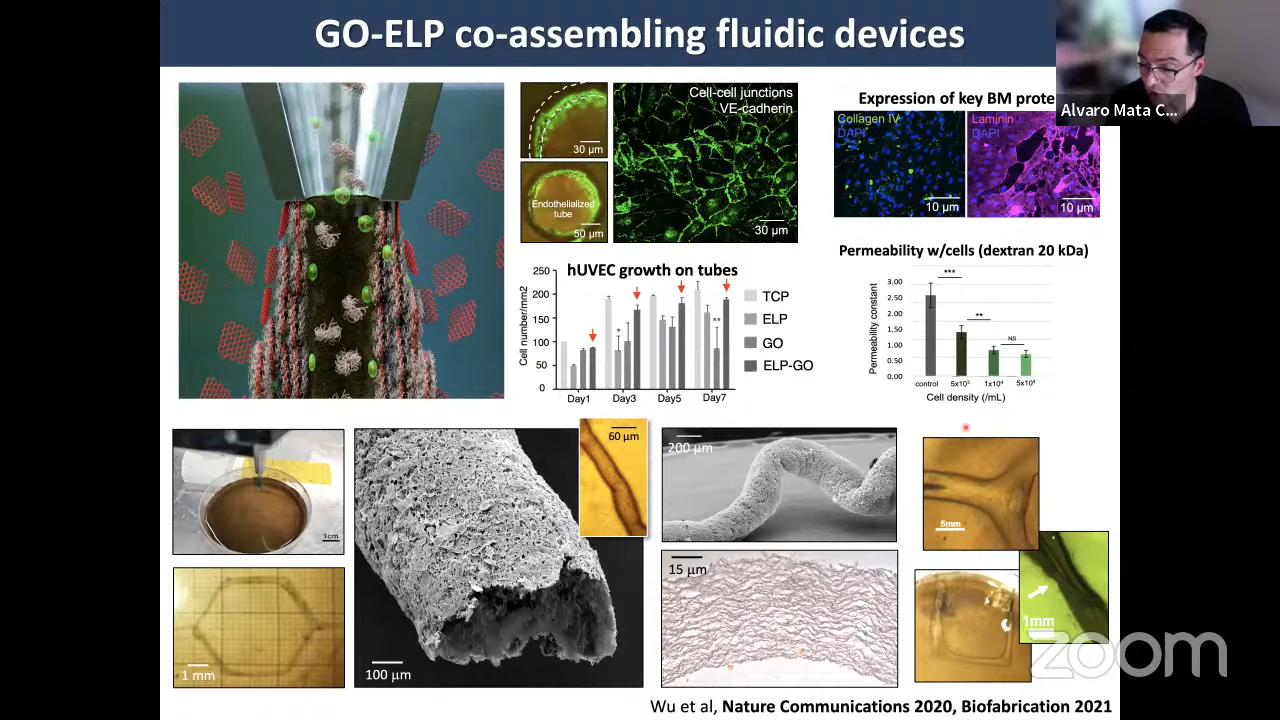 GO-ELP co-assembling fluidic devices
Alvaro Mata C...
30 µm
Endothelialized
tube
50 µm
Cell-cell junctions
VE-cadherin
30 µm
Expression of key BM prote
Collagen IV
DAPI
10 µm
Laminin
DAPI
10 µm
hUVEC growth on tubes
Cell number/mm2
250
200
150
100
50
0
*
**
Day1
Day3
Day5
Day7
TCP
ELP
GO
ELP-GO
Permeability w/cells (dextran 20 kDa)
Permeability constant
3.00
2.50
2.00
1.50
1.00
0.50
0.00
***
**
NS
control
5x10³
1x10⁴
5x10⁴
Cell density (/mL)
1cm
1 mm
100 µm
60 µm
200 µm
15 µm
5mm
1mm
zoom
Wu et al, Nature Communications 2020, Biofabrication 2021